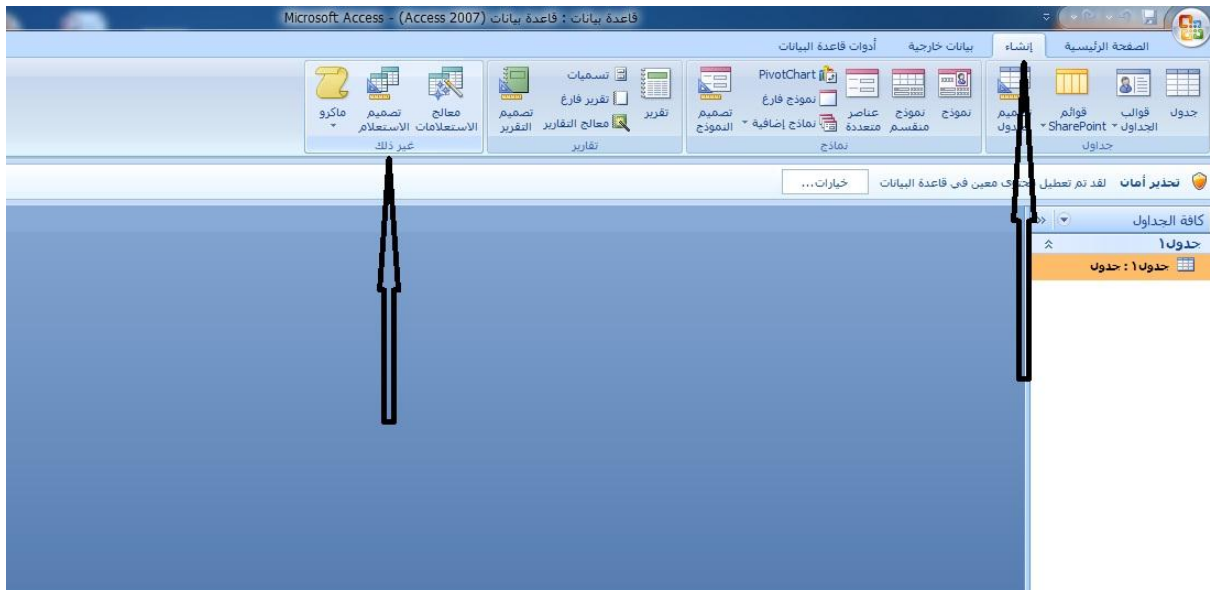 قاعدة بيانات : قاعدة بيانات (Access 2007) - Microsoft Access
الصفحة الرئيسية إنشاء بيانات خارجية أدوات قاعدة البيانات
جدول
قوالب الجداول
قوائم SharePoint
جداول
نموذج
نموذج منقسم
عناصر متعددة
PivotChart
نموذج فارغ
نماذج إضافية
تصميم النموذج
نماذج
تقرير
تسميات
تقرير فارغ
معالج التقارير
تصميم التقرير
تقارير
معالج الاستعلامات
تصميم الاستعلام
ماكرو
غير ذلك
تحذير أمان لقد تم تعطيل معين في قاعدة البيانات خيارات...
كافة الجداول
جدول١
جدول١ : جدول